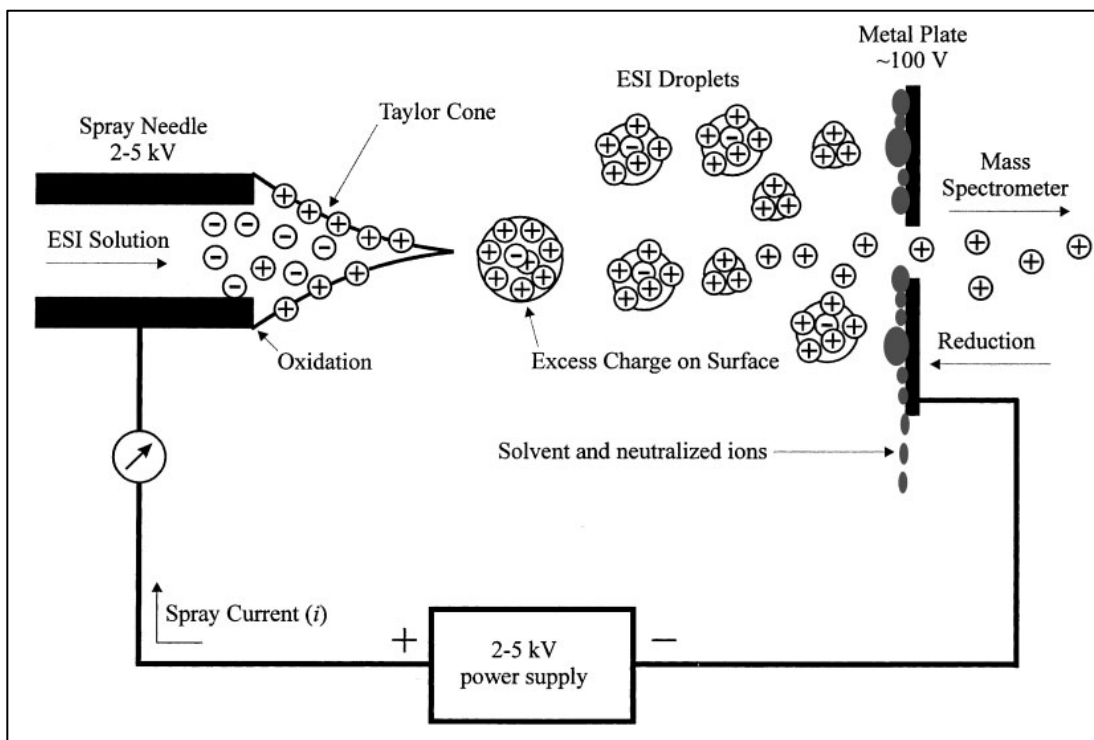 Metal Plate
~100 V
ESI Droplets
Taylor Cone
Spray Needle
2-5 kV
Mass
Spectrometer
ESI Solution
Oxidation
Excess Charge on Surface
Reduction
Solvent and neutralized ions
Spray Current (i)
+
−
2-5 kV
power supply